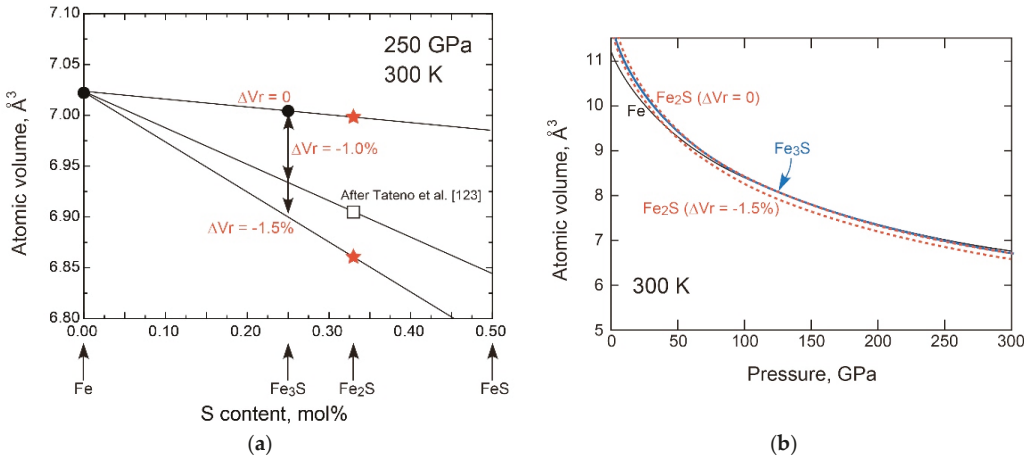 7.10
7.05
7.00
6.95
6.90
6.85
6.80
Atomic volume, Å3
250 GPa
300 K
ΔVr = 0
ΔVr = -1.0%
After Tateno et al. [123]
ΔVr = -1.5%
0.00 0.10 0.20 0.30 0.40 0.50
Fe Fe3S Fe2S FeS
S content, mol%
(a)
11
10
9
8
7
6
5
Atomic volume, Å3
Fe2S (ΔVr = 0)
Fe
Fe3S
Fe2S (ΔVr = -1.5%)
300 K
0 50 100 150 200 250 300
Pressure, GPa
(b)